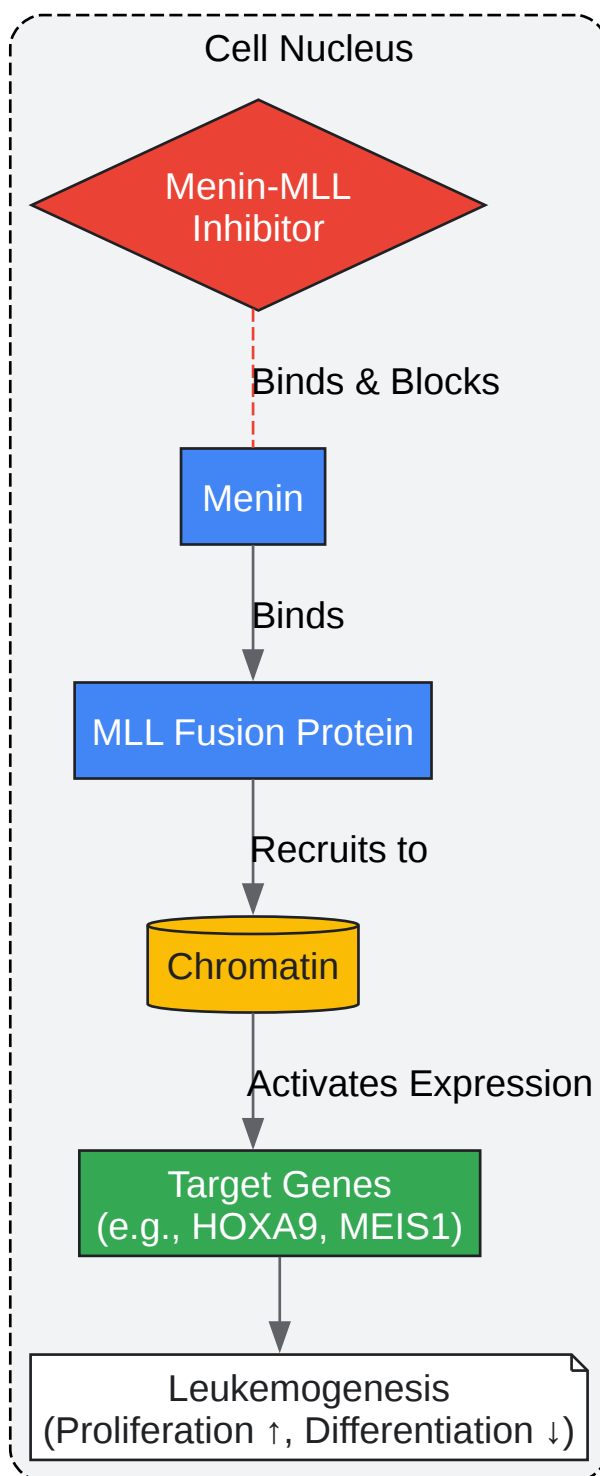 Cell Nucleus
Menin-MLL
Inhibitor
Binds & Blocks
Menin
Binds
MLL Fusion Protein
Recruits to
Chromatin
Activates Expression
Target Genes
(e.g., HOXA9, MEIS1)
Leukemogenesis
(Proliferation ↑, Differentiation ↓)